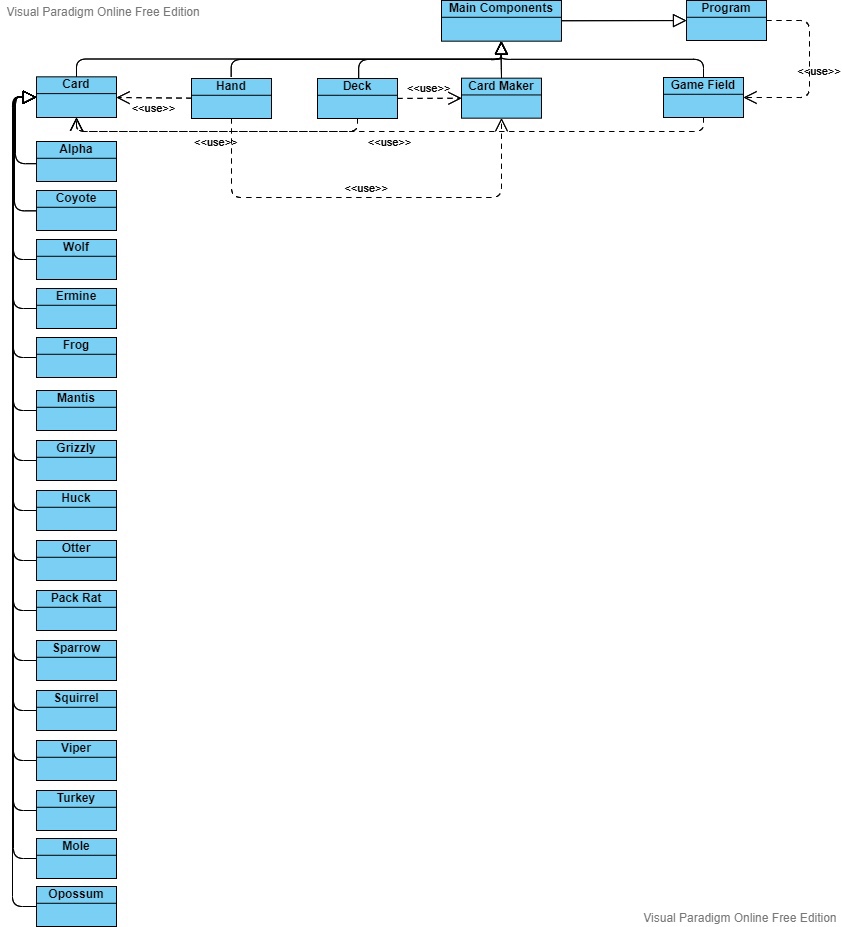 Visual Paradigm Online Free Edition
Main Components
Program
<<use>>
Card
Hand
Deck
<<use>>
Card Maker
Game Field
<<use>>
<<use>>
<<use>>
Alpha
<<use>>
Coyote
Wolf
Ermine
Frog
Mantis
Grizzly
Huck
Otter
Pack Rat
Sparrow
Squirrel
Viper
Turkey
Mole
Opossum
Visual Paradigm Online Free Edition